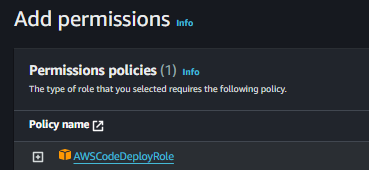 Add permissions Info
Permissions policies (1) Info
The type of role that you selected requires the following policy.
Policy name
AWSCodeDeployRole